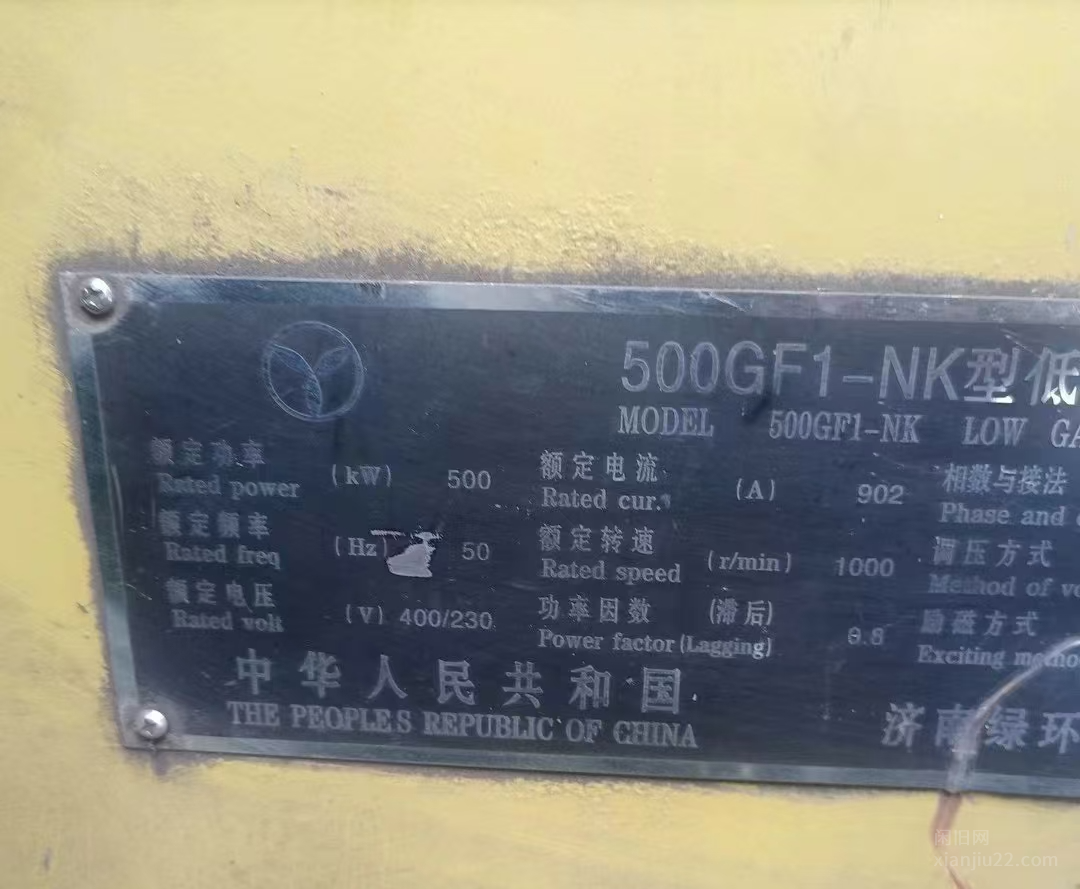 500GF1-NK型低
MODEL 500GF1-NK LOW GA
额定功率 (kW) 500 额定电流 (A) 902 相数与接法
Rated power Rated cur. Phase and
额定频率 (Hz) 50 额定转速 (r/min) 1000 调压方式
Rated freq Rated speed Method of vo
额定电压 (V) 400/230 功率因数 (滞后) 0.8 励磁方式
Rated volt Power factor (Lagging) Exciting metho
中华人民共和国
THE PEOPLES REPUBLIC OF CHINA
济南绿环
闲旧网
xianjiu22.com